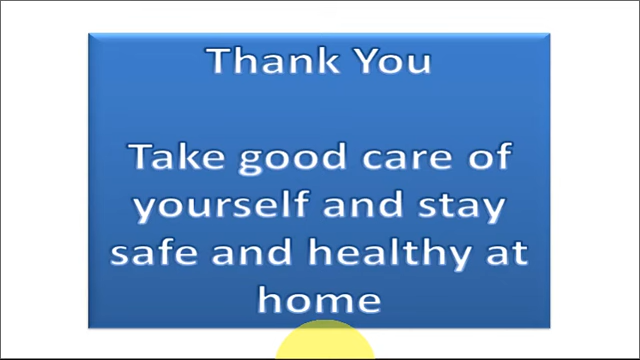 Thank You
Take good care of
yourself and stay
safe and healthy at
home